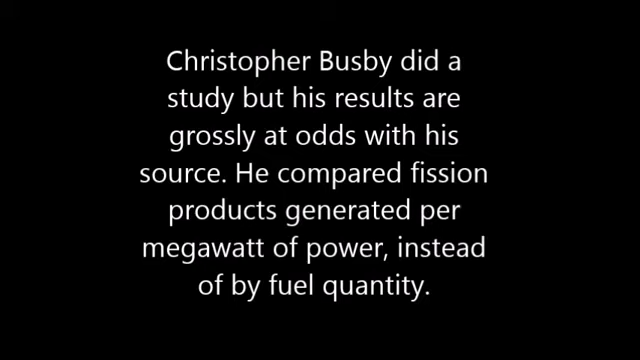 Christopher Busby did a
study but his results are
grossly at odds with his
source. He compared fission
products generated per
megawatt of power, instead
of by fuel quantity.